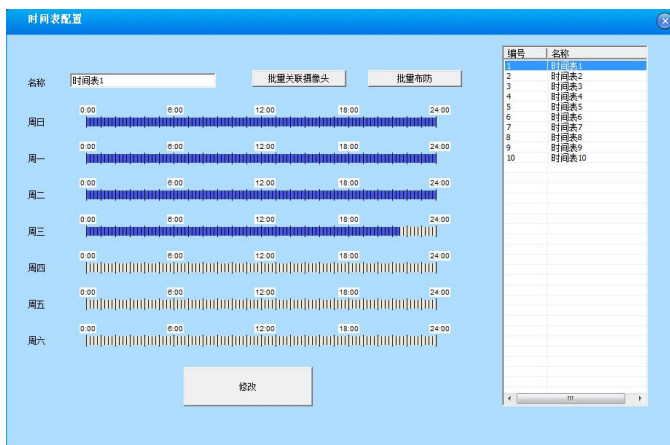 时间表配置
名称 时间表1 批量关联摄像头 批量布防
0:00 6:00 12:00 18:00 24:00
周日
0:00 6:00 12:00 18:00 24:00
周一
0:00 6:00 12:00 18:00 24:00
周二
0:00 6:00 12:00 18:00 24:00
周三
0:00 6:00 12:00 18:00 24:00
周四
0:00 6:00 12:00 18:00 24:00
周五
0:00 6:00 12:00 18:00 24:00
周六
修改
编号 名称
1 时间表1
2 时间表2
3 时间表3
4 时间表4
5 时间表5
6 时间表6
7 时间表7
8 时间表8
9 时间表9
10 时间表10